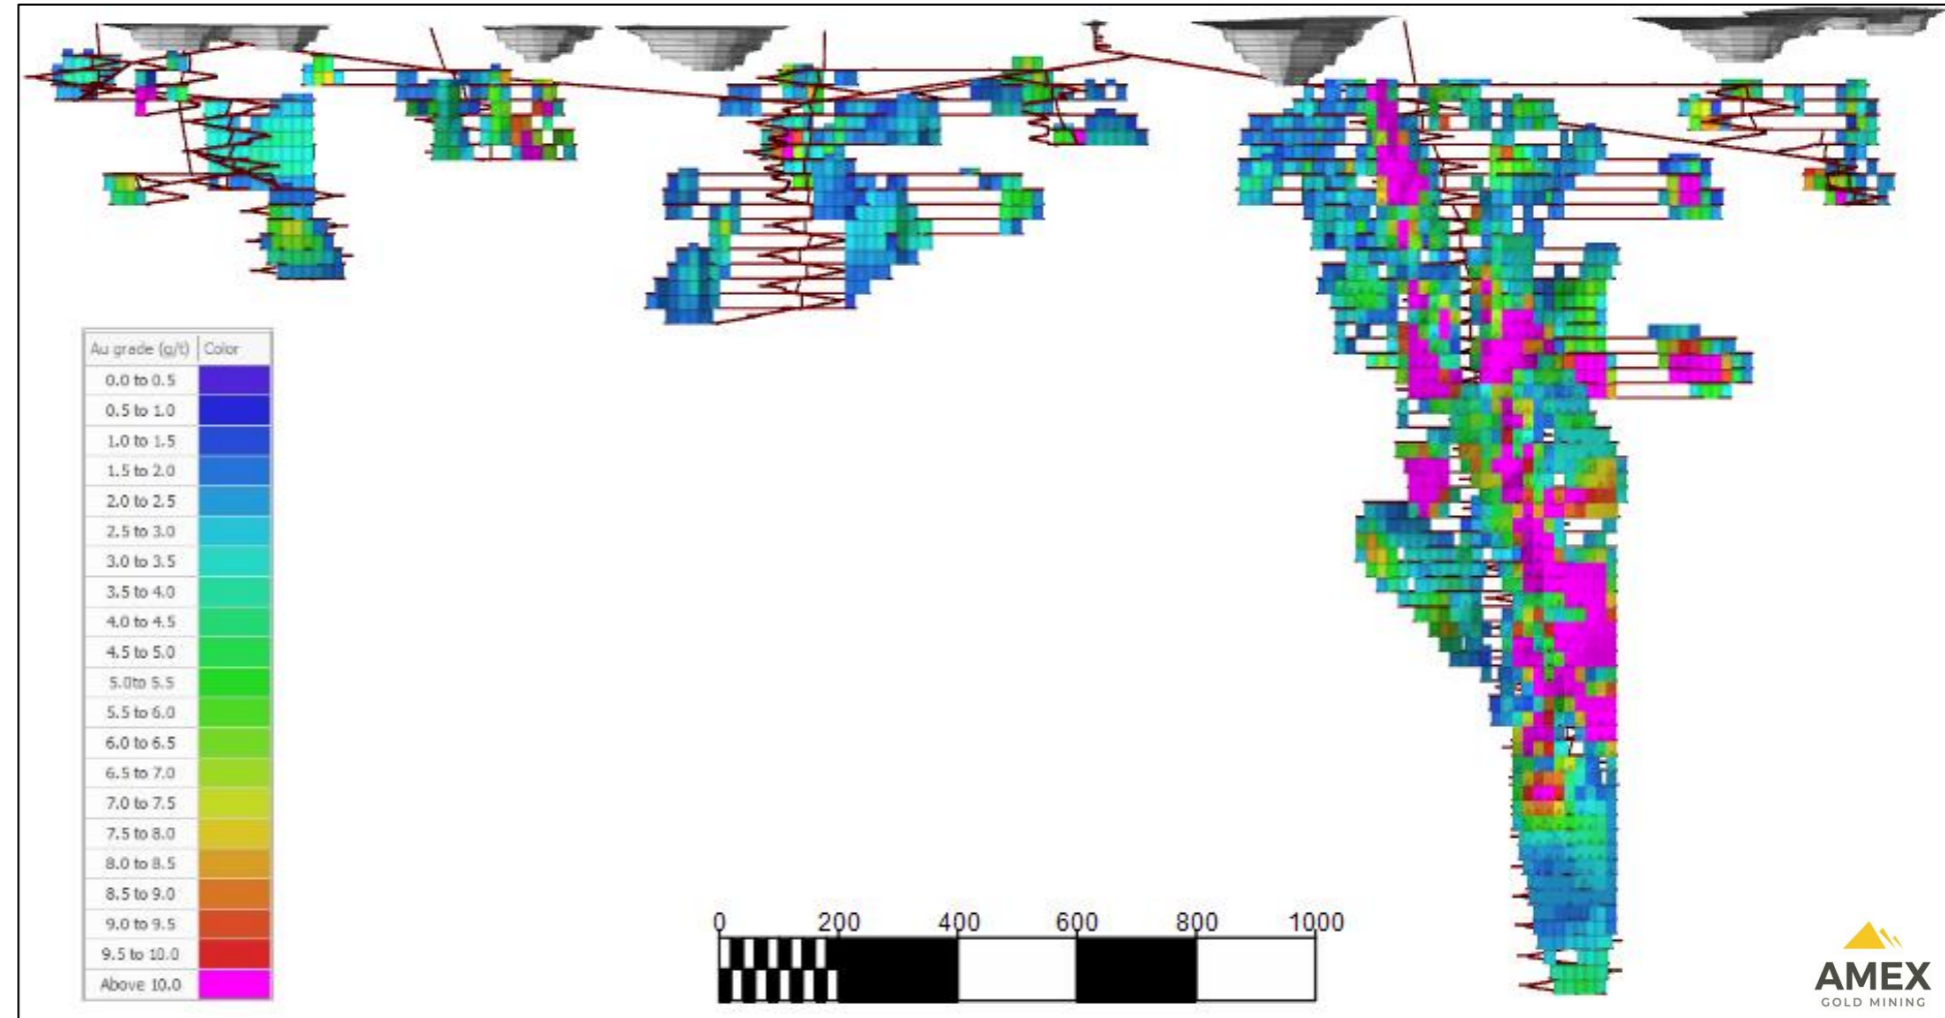 Au grade (g/t) Color
0.0 to 0.5
0.5 to 1.0
1.0 to 1.5
1.5 to 2.0
2.0 to 2.5
2.5 to 3.0
3.0 to 3.5
3.5 to 4.0
4.0 to 4.5
4.5 to 5.0
5.0to 5.5
5.5 to 6.0
6.0 to 6.5
6.5 to 7.0
7.0 to 7.5
7.5 to 8.0
8.0 to 8.5
8.5 to 9.0
9.0 to 9.5
9.5 to 10.0
Above 10.0
0 200 400 600 800 1000
AMEX
GOLD MINING